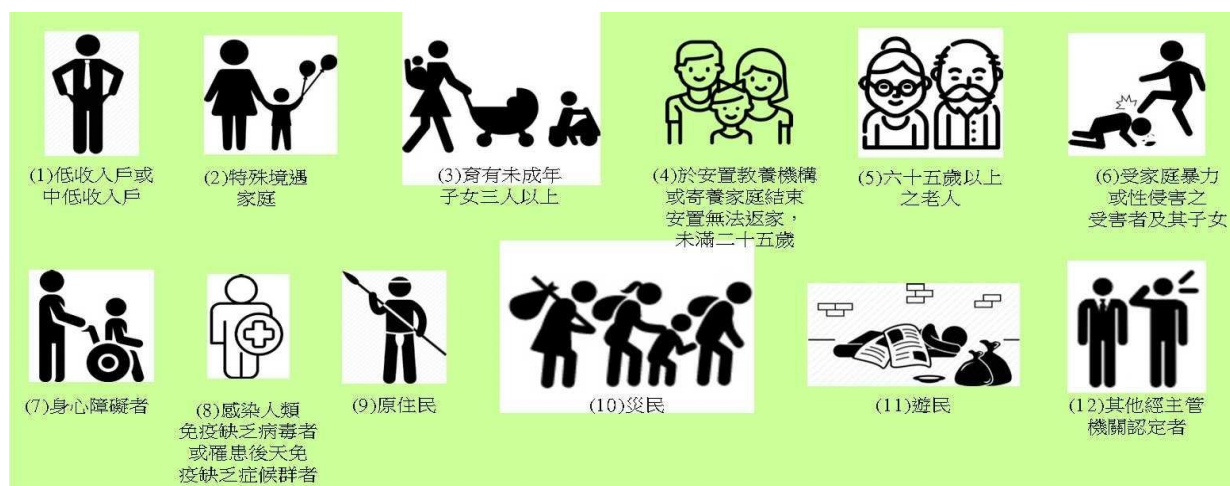 (1)低收入戶或
中低收入戶
(2)特殊境遇
家庭
(3)育有未成年
子女三人以上
(4)於安置教養機構
或寄養家庭結束
安置無法返家，
未滿二十五歲
(5)六十五歲以上
之老人
(6)受家庭暴力
或性侵害之
受害者及其子女
(7)身心障礙者
(8)感染人類
免疫缺乏病毒者
或罹患後天免
疫缺乏症候群者
(9)原住民
(10)災民
(11)遊民
(12)其他經主管
機關認定者